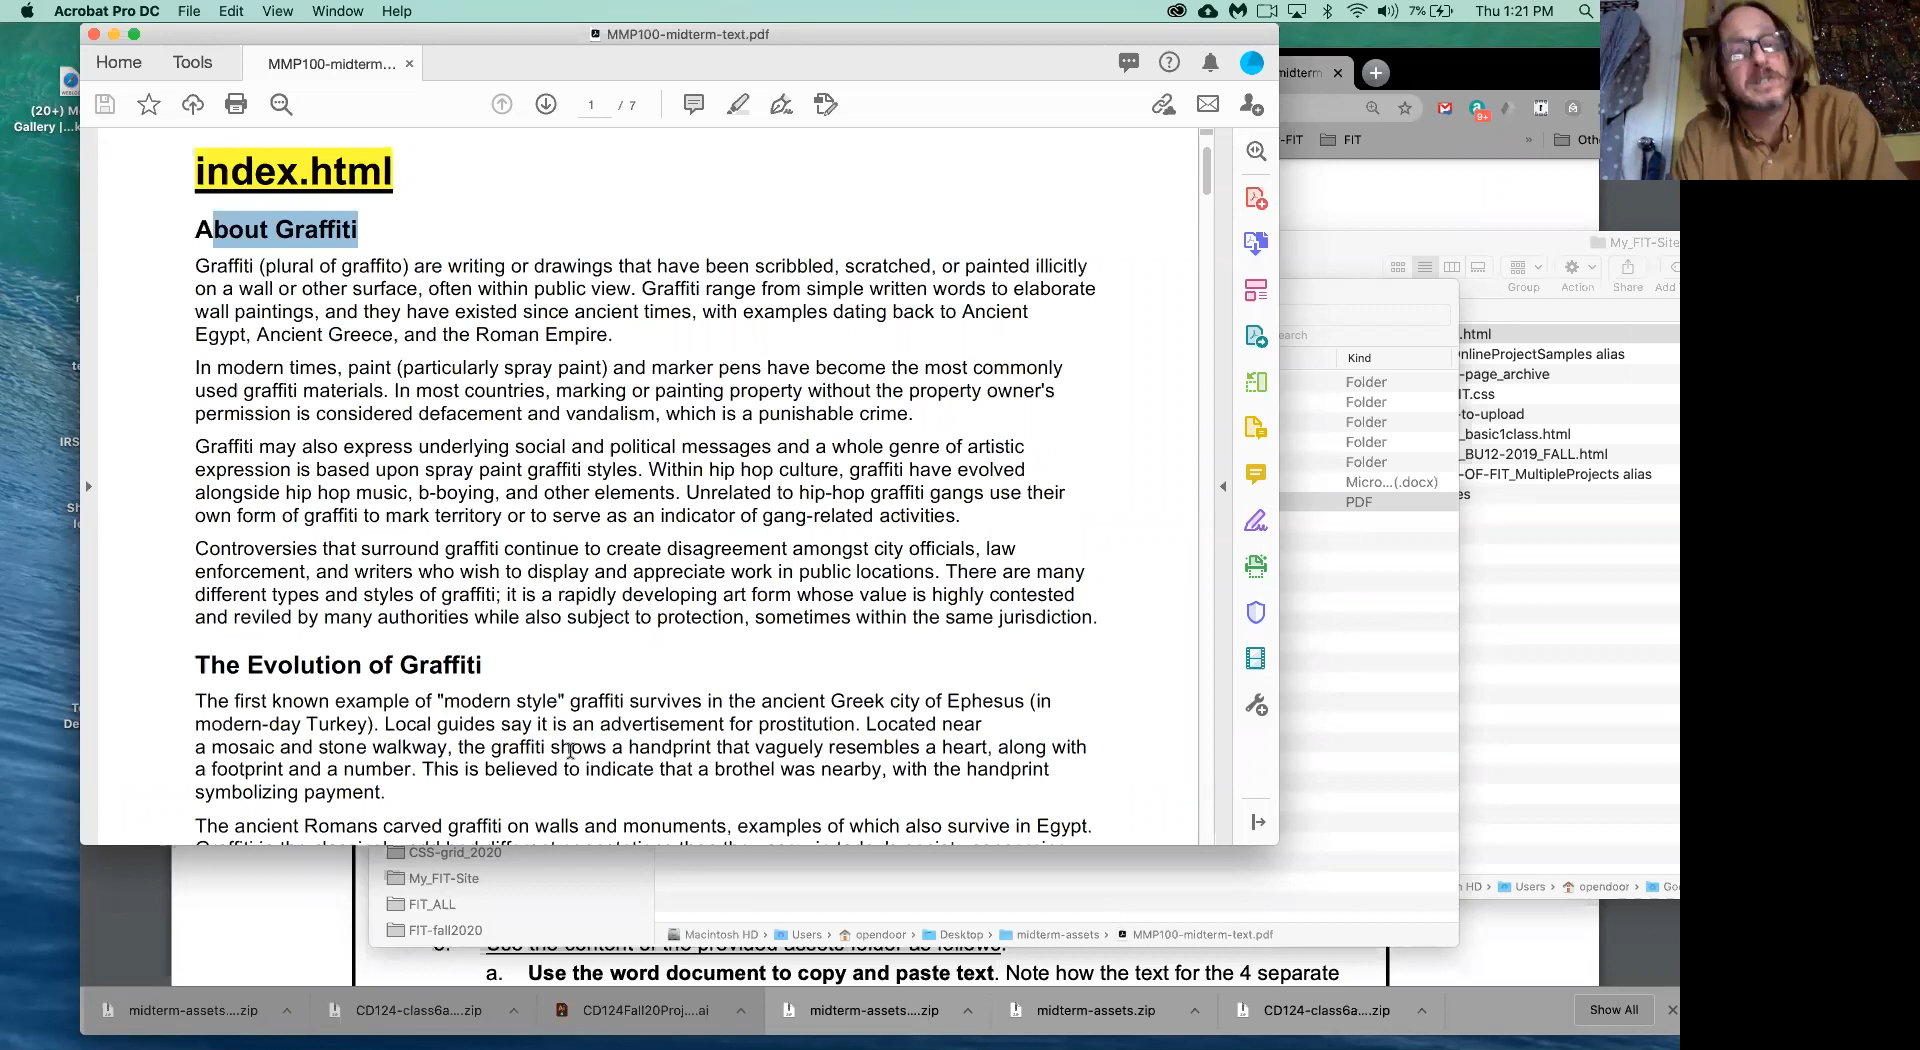 Acrobat Pro DC File Edit View Window Help
7% Thu 1:21 PM
MMP100-midterm-text.pdf
Home Tools MMP100-midterm... ×
1 / 7
index.html
About Graffiti
Graffiti (plural of graffito) are writing or drawings that have been scribbled, scratched, or painted illicitly
on a wall or other surface, often within public view. Graffiti range from simple written words to elaborate
wall paintings, and they have existed since ancient times, with examples dating back to Ancient
Egypt, Ancient Greece, and the Roman Empire.
In modern times, paint (particularly spray paint) and marker pens have become the most commonly
used graffiti materials. In most countries, marking or painting property without the property owner's
permission is considered defacement and vandalism, which is a punishable crime.
Graffiti may also express underlying social and political messages and a whole genre of artistic
expression is based upon spray paint graffiti styles. Within hip hop culture, graffiti have evolved
alongside hip hop music, b-boying, and other elements. Unrelated to hip-hop graffiti gangs use their
own form of graffiti to mark territory or to serve as an indicator of gang-related activities.
Controversies that surround graffiti continue to create disagreement amongst city officials, law
enforcement, and writers who wish to display and appreciate work in public locations. There are many
different types and styles of graffiti; it is a rapidly developing art form whose value is highly contested
and reviled by many authorities while also subject to protection, sometimes within the same jurisdiction.
The Evolution of Graffiti
The first known example of "modern style" graffiti survives in the ancient Greek city of Ephesus (in
modern-day Turkey). Local guides say it is an advertisement for prostitution. Located near
a mosaic and stone walkway, the graffiti shows a handprint that vaguely resembles a heart, along with
a footprint and a number. This is believed to indicate that a brothel was nearby, with the handprint
symbolizing payment.
The ancient Romans carved graffiti on walls and monuments, examples of which also survive in Egypt.
(20+) M
Gallery |...k
IRS
midterm ×
9+
-FIT FIT » Oth
My_FIT-Site
Group Action Share Add
earch
Kind
Folder
Folder
Folder
Folder
Folder
Micro...(.docx)
PDF
.html
OnlineProjectSamples alias
-page_archive
IT.css
-to-upload
_basic1class.html
_BU12-2019_FALL.html
-OF-FIT_MultipleProjects alias
es
HD > Users > opendoor > Go
CSS-grid_2020
My_FIT-Site
FIT_ALL
FIT-fall2020
Macintosh HD > Users > opendoor > Desktop > midterm-assets > MMP100-midterm-text.pdf
Use the content of the provided assets folder as follows:
a. Use the word document to copy and paste text. Note how the text for the 4 separate
midterm-assets....zip CD124-class6a....zip CD124Fall20Proj....ai midterm-assets....zip midterm-assets.zip CD124-class6a....zip Show All